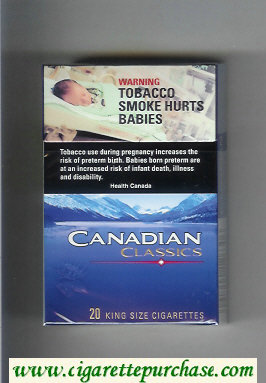 WARNING
TOBACCO
SMOKE HURTS
BABIES
Tobacco use during pregnancy increases the
risk of preterm birth. Babies born preterm are
at an increased risk of infant death, illness
and disability.
Health Canada
CANADIAN
CLASSICS
20 KING SIZE CIGARETTES
www.cigarettepurchase.com